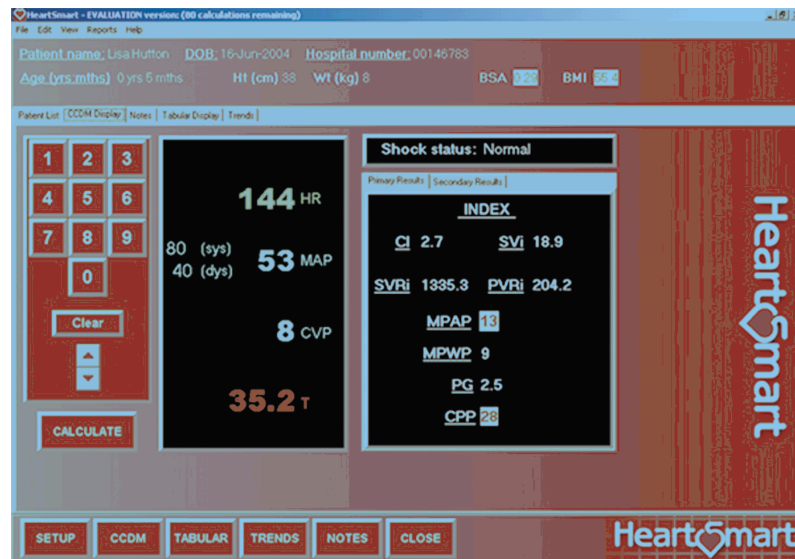 HeartSmart - EVALUATION version: (80 calculations remaining)
File Edit View Reports Help
Patient name: Lisa Hutton DOB: 16-Jun-2004 Hospital number: 00146783
Age (yrs:mths) 0 yrs 5 mths Ht (cm) 38 Wt (kg) 8 BSA 0.29 BMI 55.4
Patient List CCDM Display Notes Tabular Display Trends
1 2 3
4 5 6
7 8 9
0
Clear
CALCULATE
144 HR
80 (sys)
40 (dys)
53 MAP
8 CVP
35.2 T
Shock status: Normal
Primary Results Secondary Results
INDEX
CI 2.7 SVi 18.9
SVRi 1335.3 PVRi 204.2
MPAP 13
MPWP 9
PG 2.5
CPP 28
HeartSmart
SETUP CCDM TABULAR TRENDS NOTES CLOSE
HeartSmart